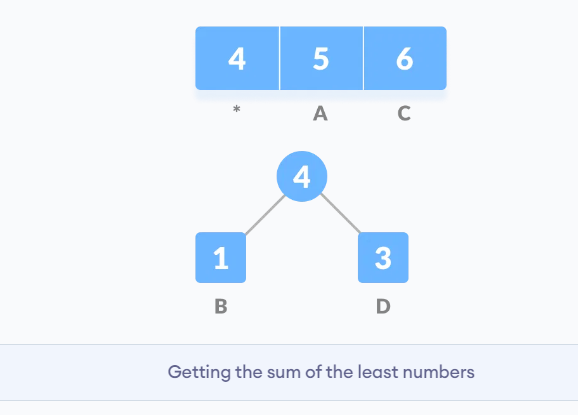 4 5 6
* A C
4
1 3
B D
Getting the sum of the least numbers